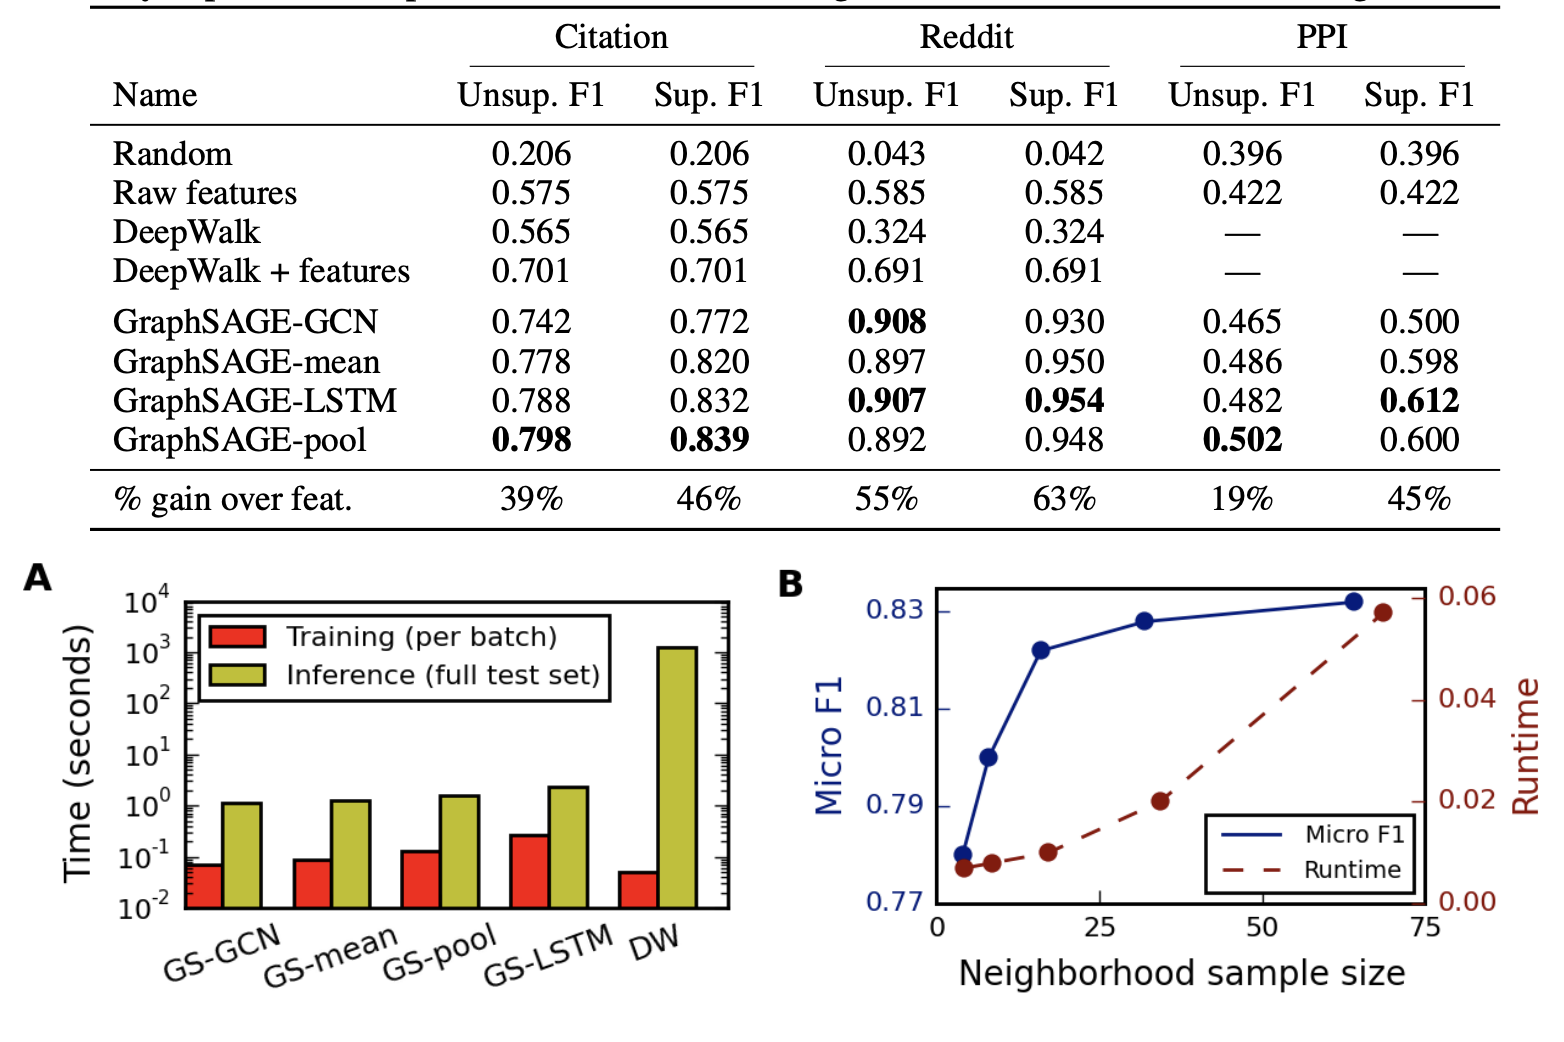 Citation Reddit PPI
Name Unsup. F1 Sup. F1 Unsup. F1 Sup. F1 Unsup. F1 Sup. F1
Random 0.206 0.206 0.043 0.042 0.396 0.396
Raw features 0.575 0.575 0.585 0.585 0.422 0.422
DeepWalk 0.565 0.565 0.324 0.324 — —
DeepWalk + features 0.701 0.701 0.691 0.691 — —
GraphSAGE-GCN 0.742 0.772 0.908 0.930 0.465 0.500
GraphSAGE-mean 0.778 0.820 0.897 0.950 0.486 0.598
GraphSAGE-LSTM 0.788 0.832 0.907 0.954 0.482 0.612
GraphSAGE-pool 0.798 0.839 0.892 0.948 0.502 0.600
% gain over feat. 39% 46% 55% 63% 19% 45%
A
Time (seconds)
10^4
10^3
10^2
10^1
10^0
10^-1
10^-2
Training (per batch)
Inference (full test set)
GS-GCN GS-mean GS-pool GS-LSTM DW
B
Micro F1
0.83
0.81
0.79
0.77
0.06
0.04
0.02
0.00
Runtime
Micro F1
Runtime
0 25 50 75
Neighborhood sample size